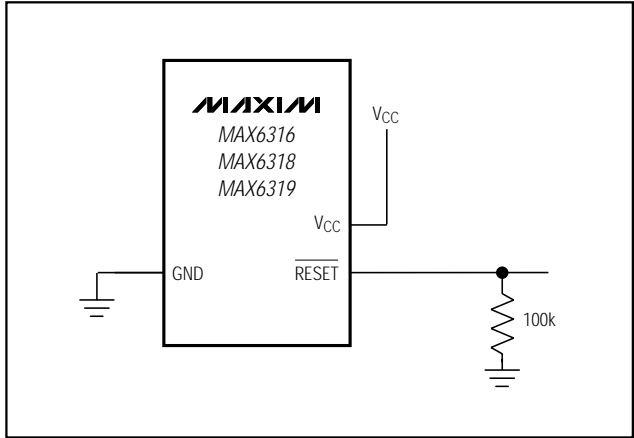 MAXIM
MAX6316
MAX6318
MAX6319
VCC
VCC
GND
RESET
100k